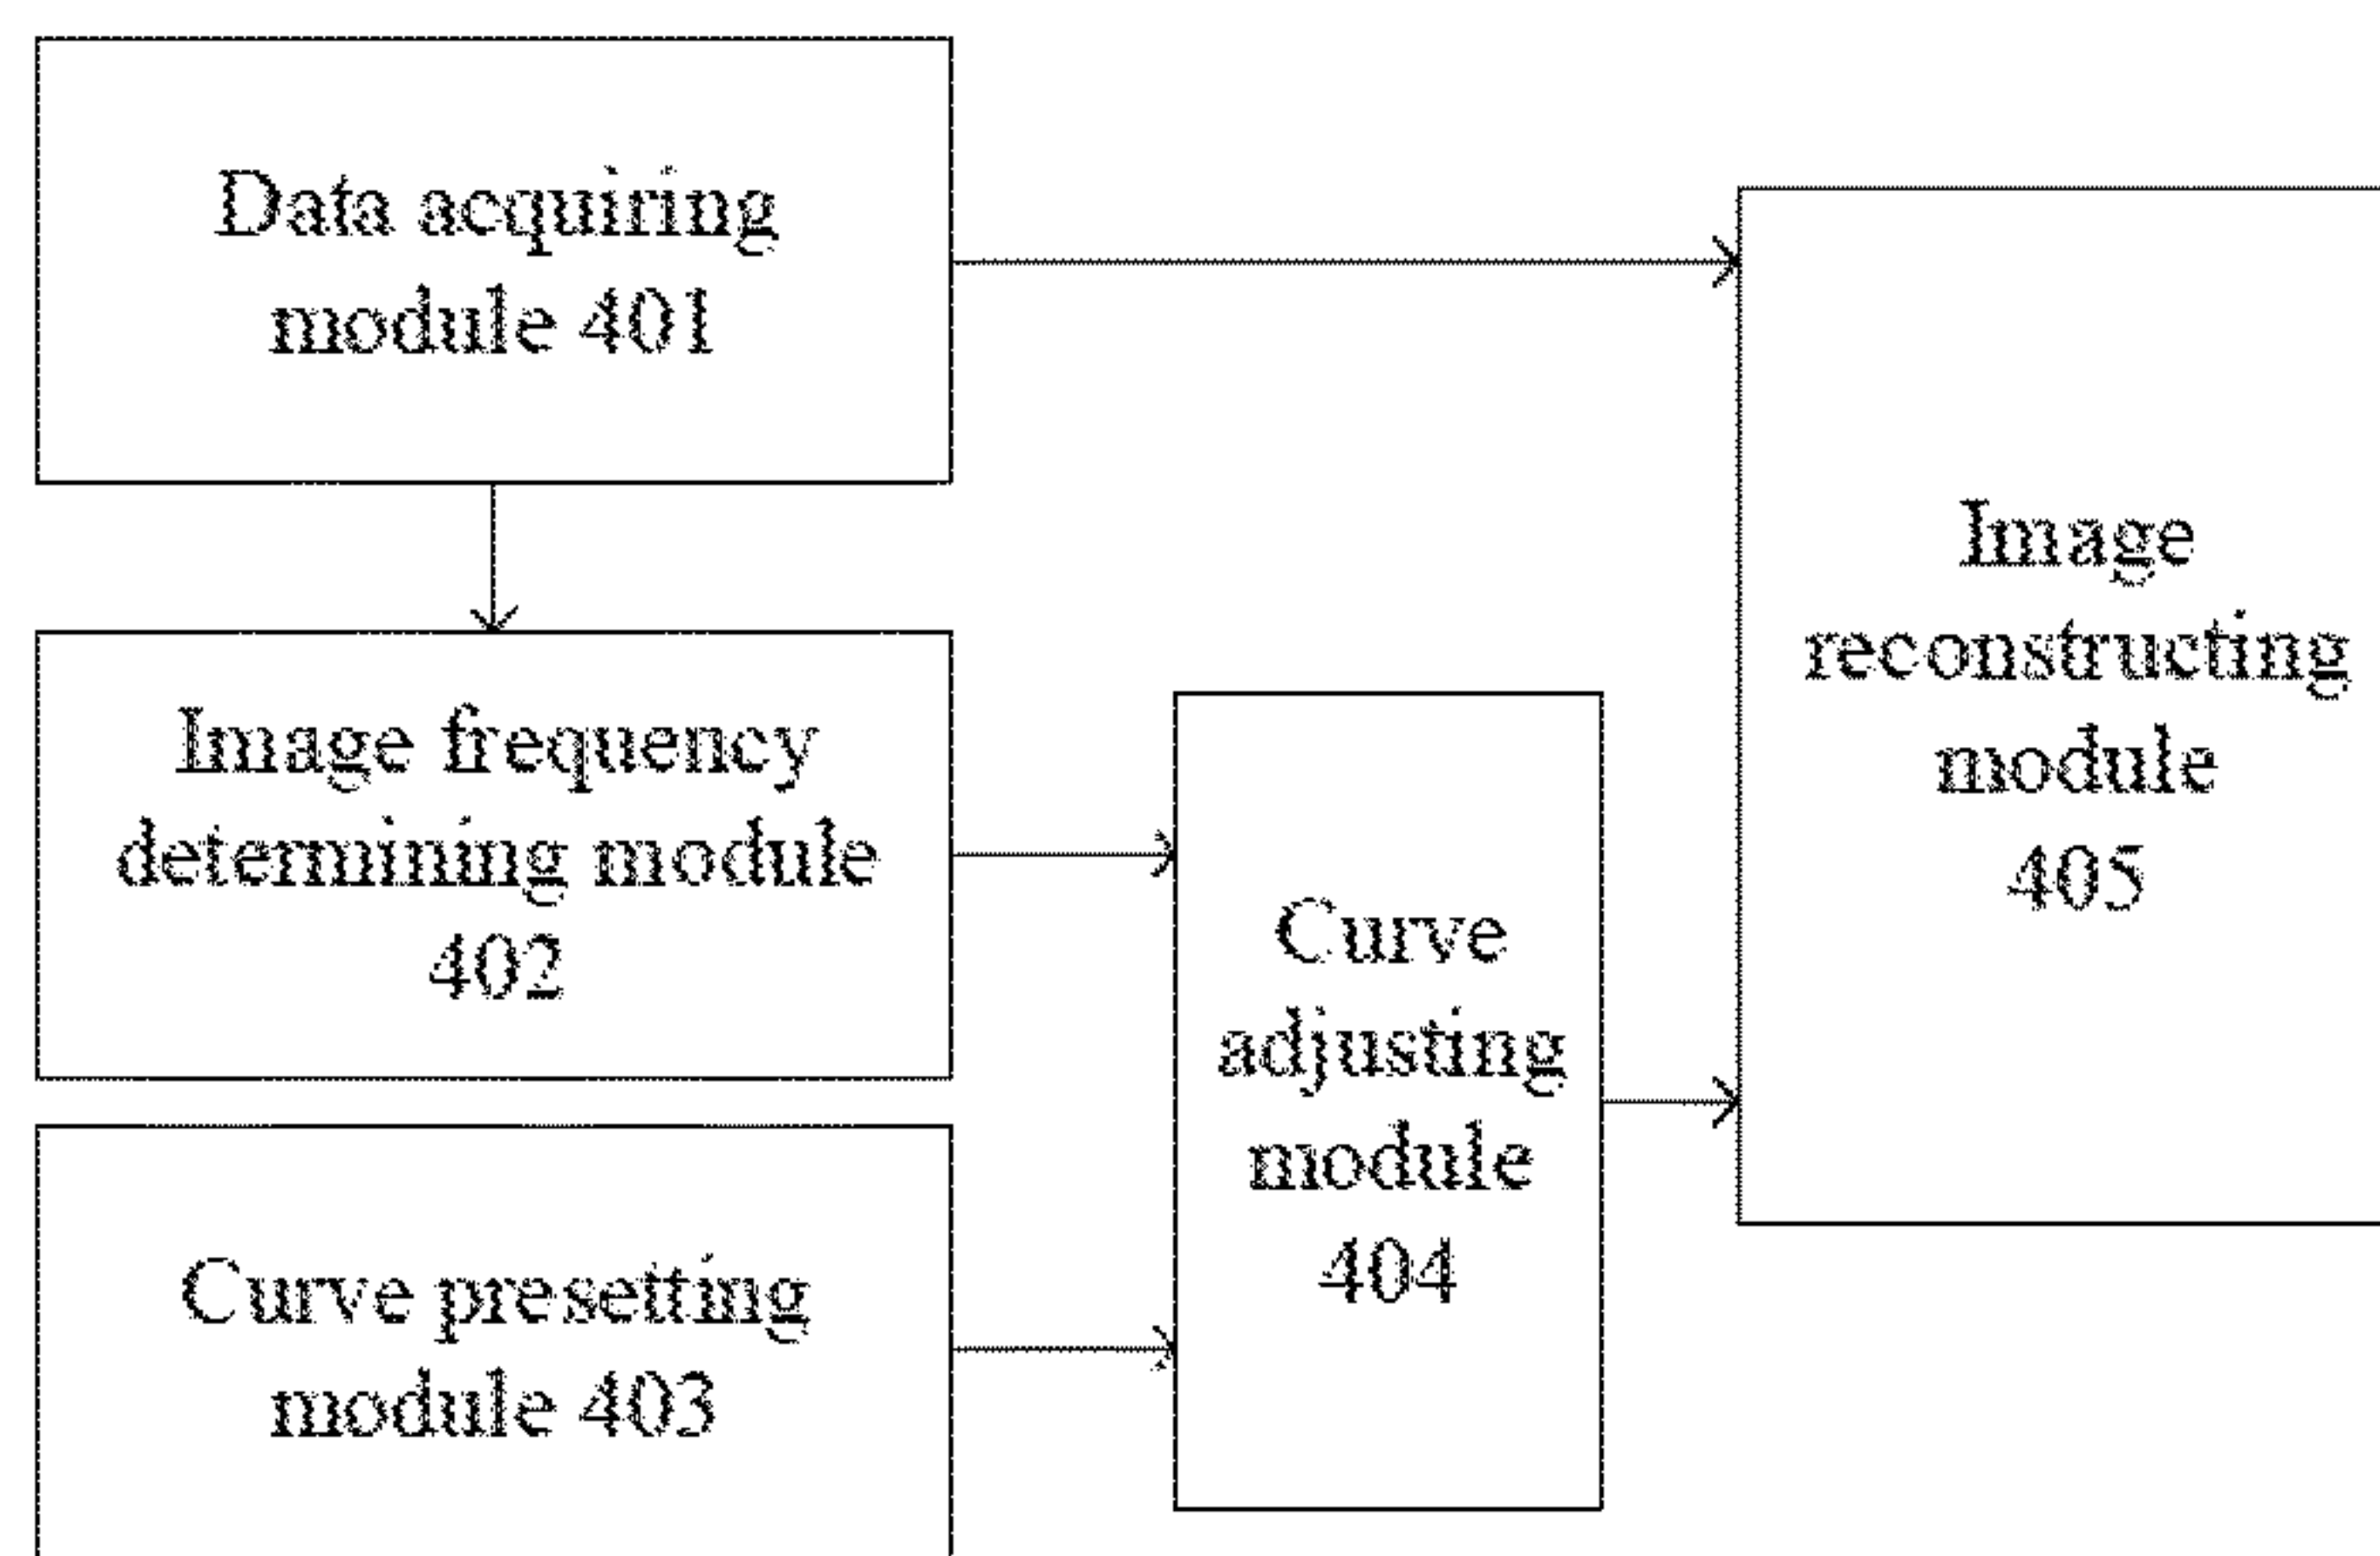 Data acquiring
module 401
Image frequency
determining module
402
Curve presetting
module 403
Curve
adjusting
module
404
Image
reconstructing
module
405